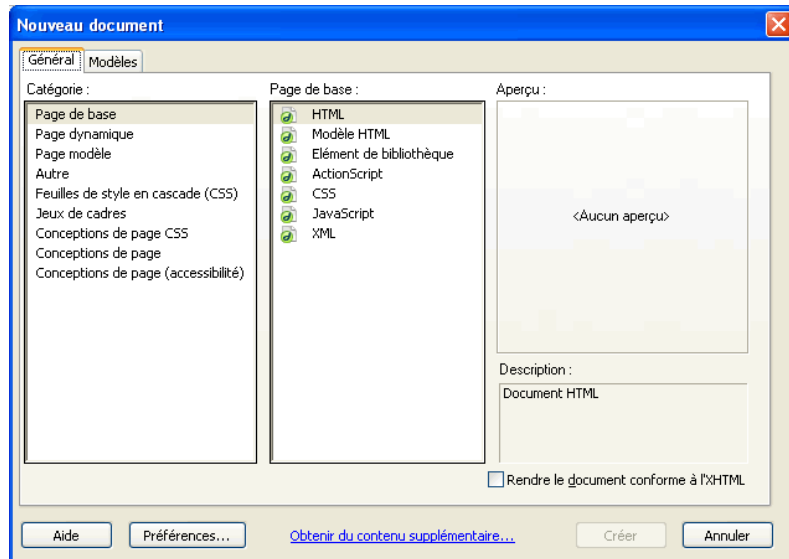 Nouveau document
Général
Modèles
Catégorie :
Page de base
Page dynamique
Page modèle
Autre
Feuilles de style en cascade (CSS)
Jeux de cadres
Conceptions de page CSS
Conceptions de page
Conceptions de page (accessibilité)
Page de base :
HTML
Modèle HTML
Elément de bibliothèque
ActionScript
CSS
JavaScript
XML
Aperçu :
<Aucun aperçu>
Description :
Document HTML
Rendre le document conforme à l'XHTML
Aide
Préférences...
Obtenir du contenu supplémentaire...
Créer
Annuler